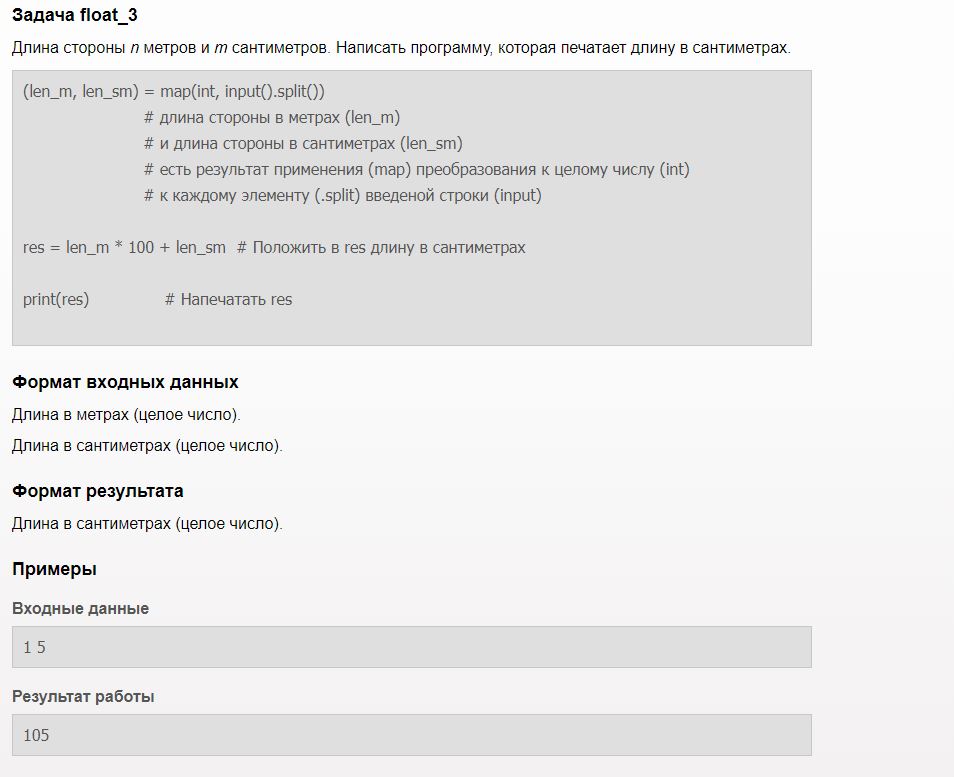 Задача float_3
Длина стороны n метров и m сантиметров. Написать программу, которая печатает длину в сантиметрах.
(len_m, len_sm) = map(int, input().split())
# длина стороны в метрах (len_m)
# и длина стороны в сантиметрах (len_sm)
# есть результат применения (map) преобразования к целому числу (int)
# к каждому элементу (.split) введеной строки (input)
res = len_m * 100 + len_sm # Положить в res длину в сантиметрах
print(res) # Напечатать res
Формат входных данных
Длина в метрах (целое число).
Длина в сантиметрах (целое число).
Формат результата
Длина в сантиметрах (целое число).
Примеры
Входные данные
1 5
Результат работы
105